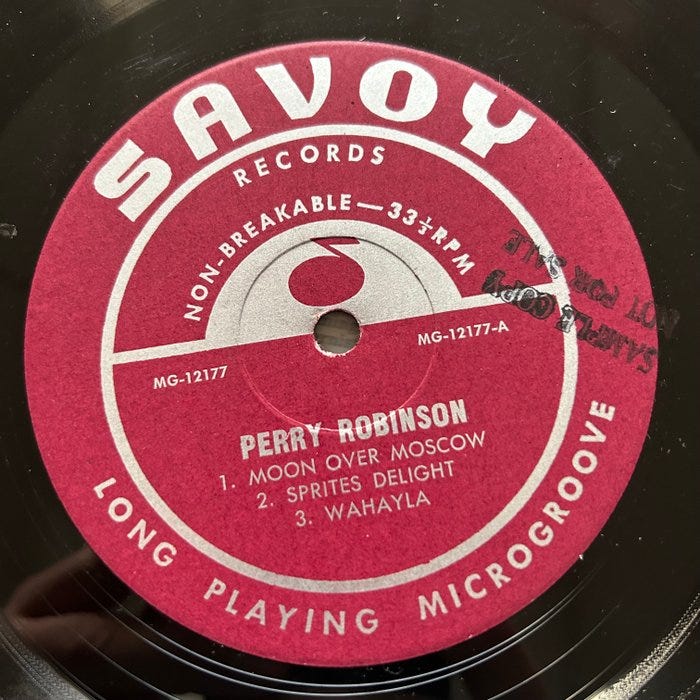 SAVOY
RECORDS
NON-BREAKABLE—33⅓RPM
MG-12177
MG-12177-A
PERRY ROBINSON
1. MOON OVER MOSCOW
2. SPRITES DELIGHT
3. WAHAYLA
LONG PLAYING MICROGROOVE
SAMPLE COPY
NOT FOR SALE